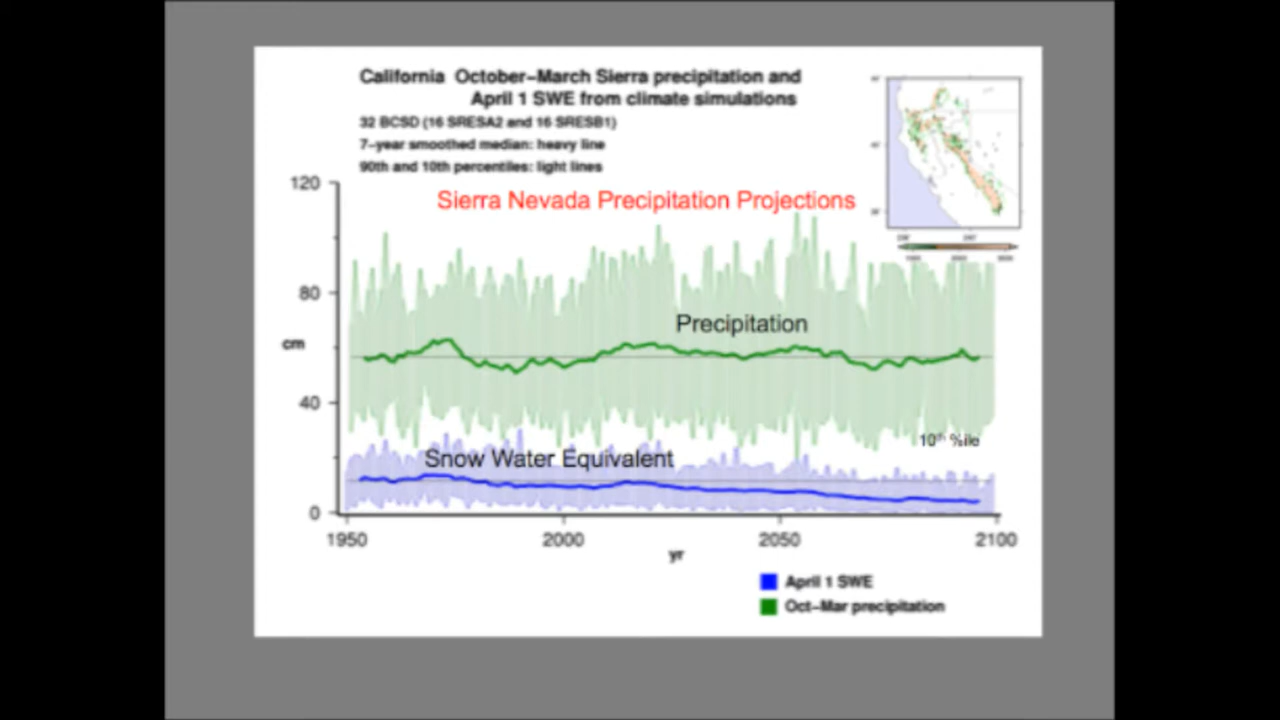 California October–March Sierra precipitation and
April 1 SWE from climate simulations
32 BCSD (16 SRESA2 and 16 SRESB1)
7–year smoothed median: heavy line
90th and 10th percentiles: light lines
Sierra Nevada Precipitation Projections
120
80
cm
40
0
Precipitation
10th %ile
Snow Water Equivalent
1950 2000 2050 2100
yr
April 1 SWE
Oct–Mar precipitation